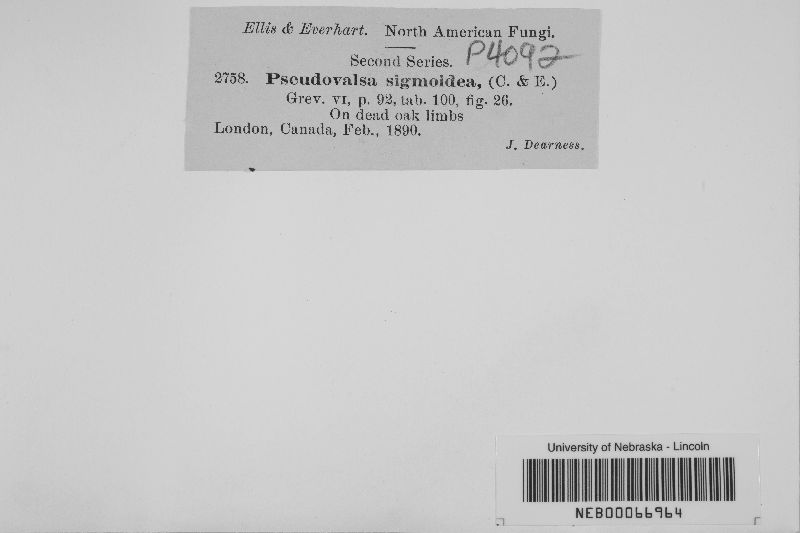 Ellis & Everhart. North American Fungi.
Second Series. P4092
2758. Pseudovalsa sigmoidea, (C. & E.)
Grev. VI, p. 92, tab. 100, fig. 26.
On dead oak limbs
London, Canada, Feb., 1890.
J. Dearness.
University of Nebraska - Lincoln
NEB00066964